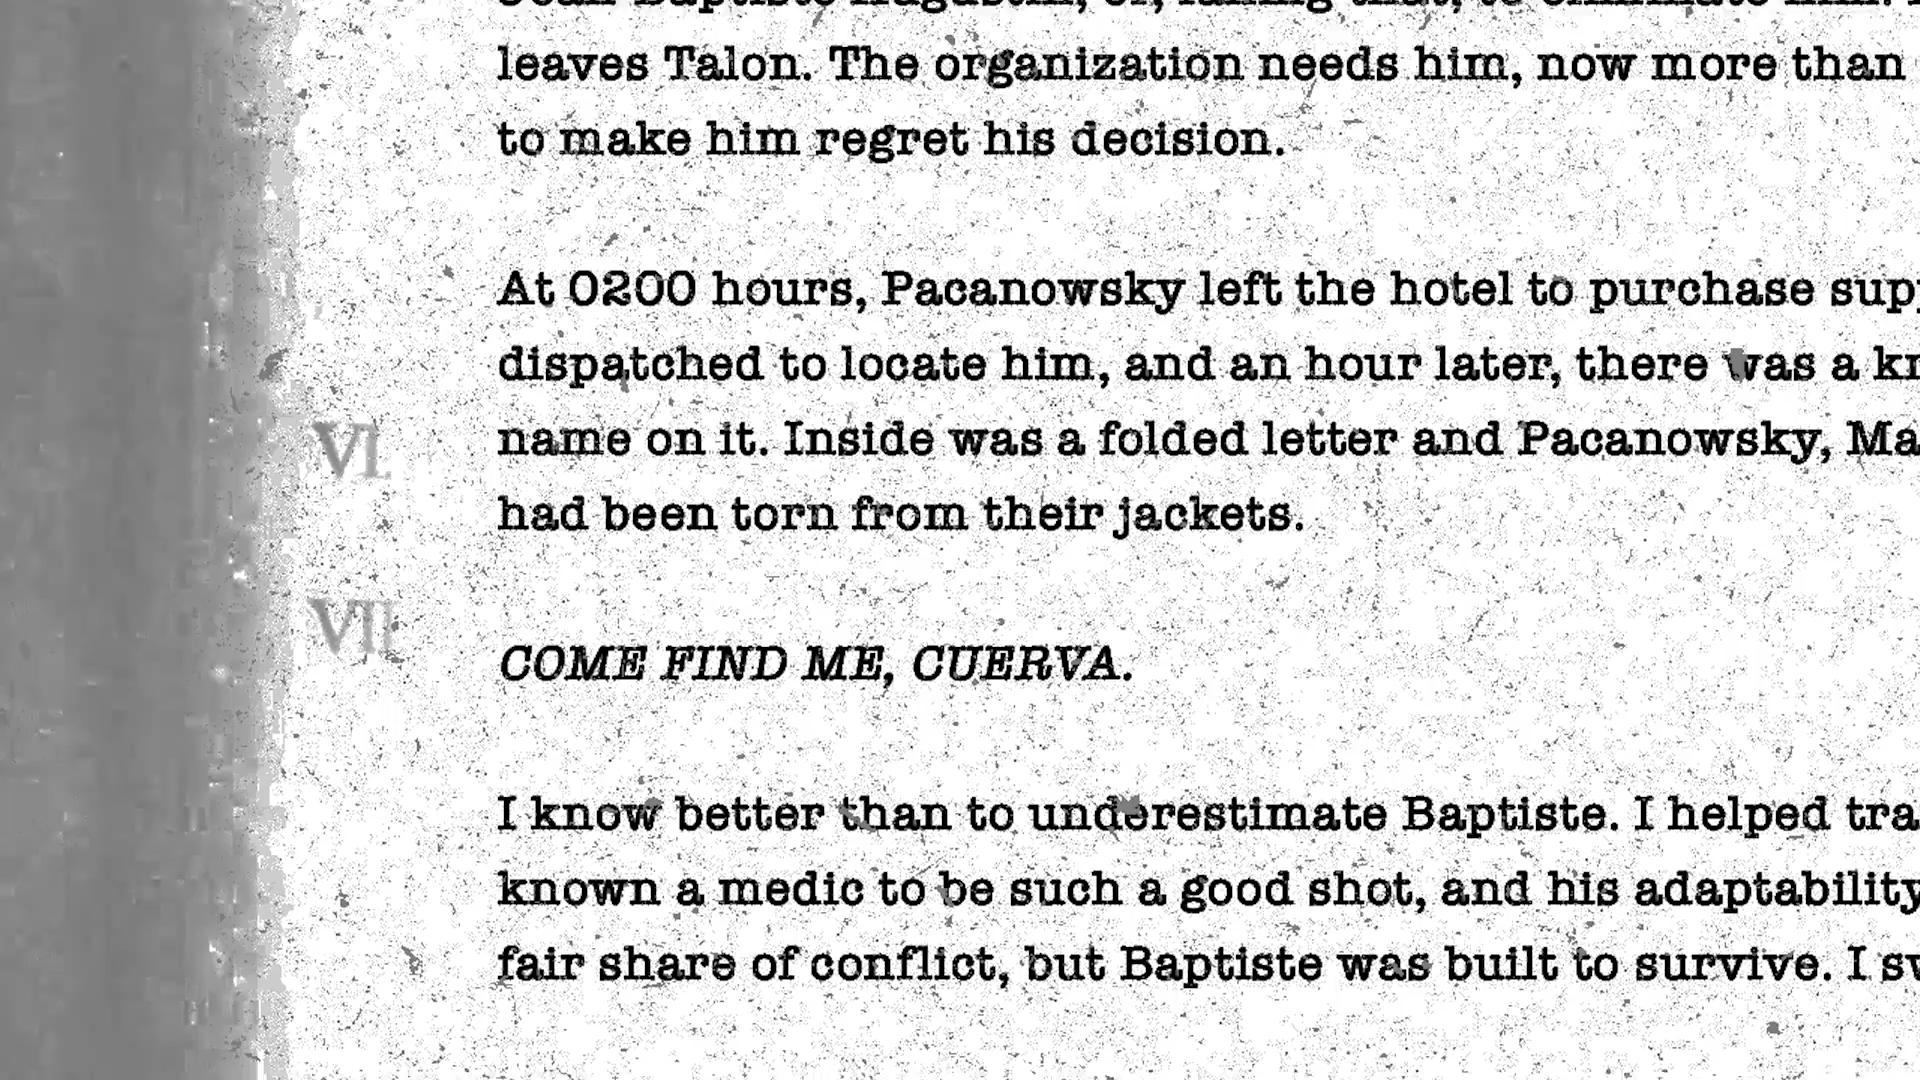 leaves Talon. The organization needs him, now more than
to make him regret his decision.
At 0200 hours, Pacanowsky left the hotel to purchase
dispatched to locate him, and an hour later, there was a
VI
name on it. Inside was a folded letter and Pacanowsky,
had been torn from their jackets.
VII
COME FIND ME, CUERVA.
I know better than to underestimate Baptiste. I helped
known a medic to be such a good shot, and his adaptability
fair share of conflict, but Baptiste was built to survive. I